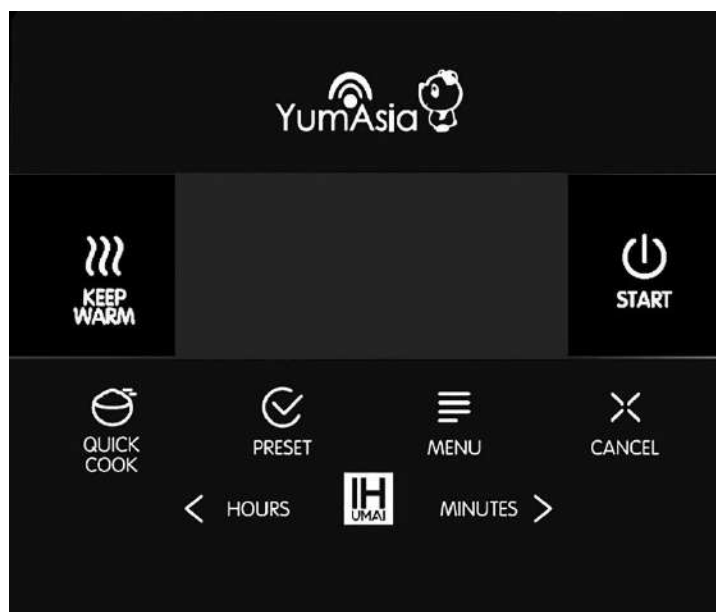 YumAsia
KEEP
WARM
START
QUICK
COOK
PRESET
MENU
CANCEL
< HOURS
IH
UMAI
MINUTES >